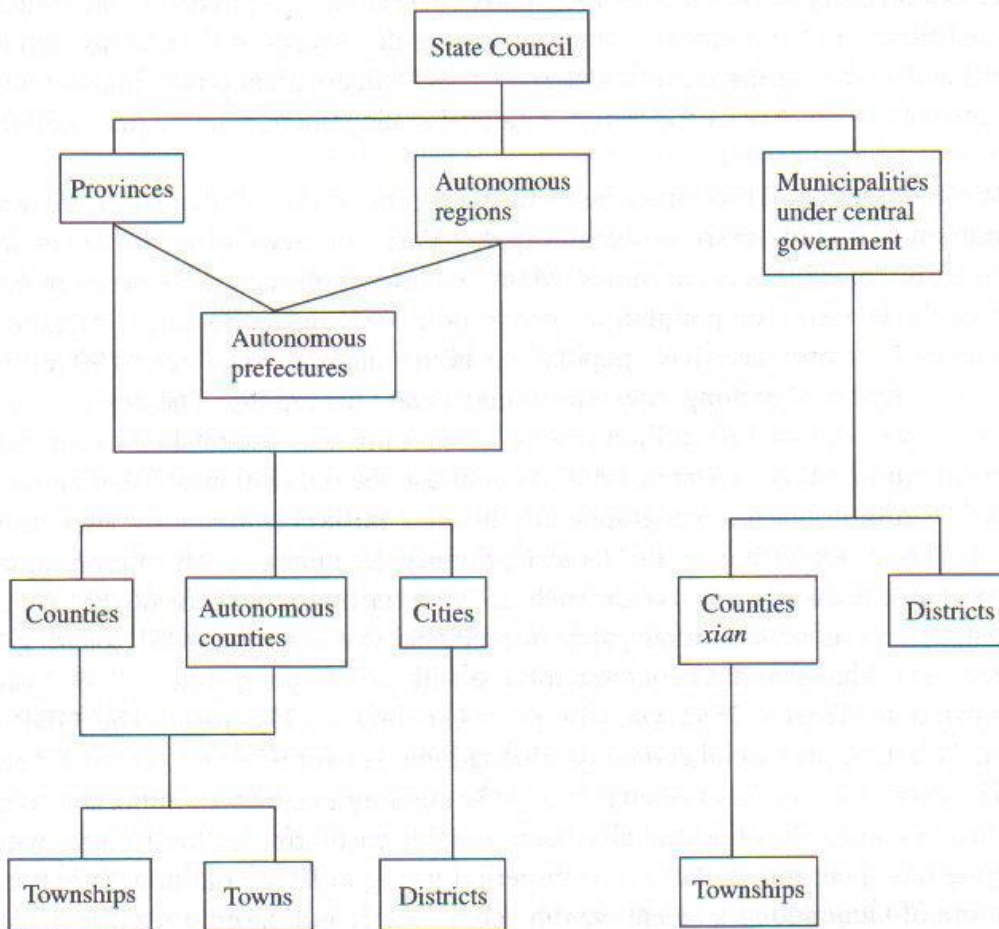 State Council
Provinces
Autonomous
regions
Municipalities
under central
government
Autonomous
prefectures
Counties
Autonomous
counties
Cities
Counties
xian
Districts
Townships
Towns
Districts
Townships